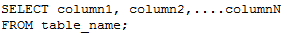 SELECT column1, column2,....columnN
FROM table_name;